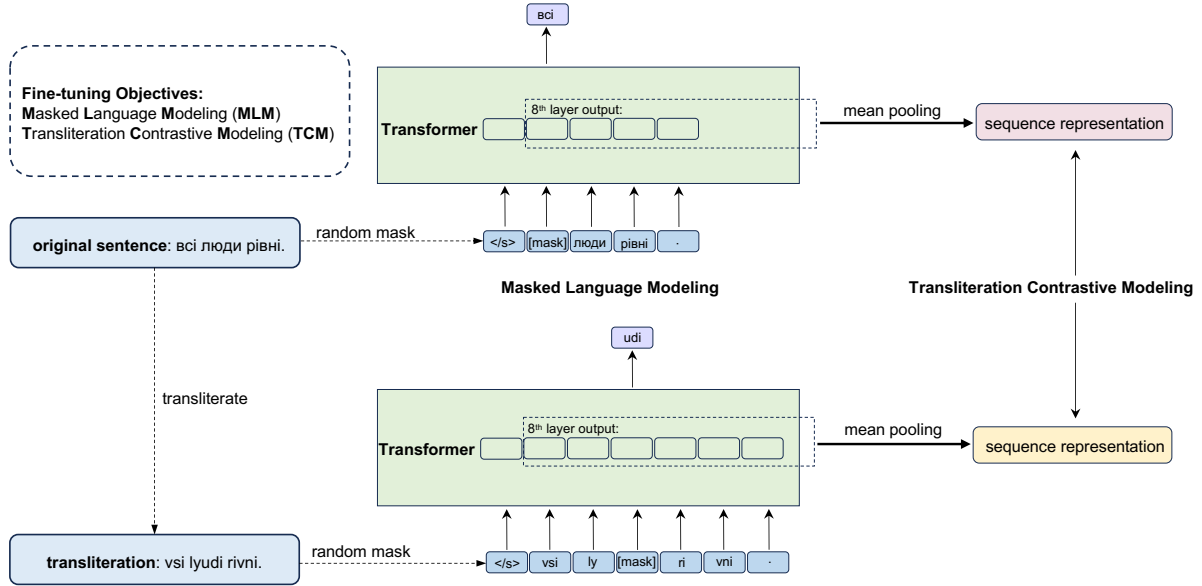 всі
Fine-tuning Objectives:
Masked Language Modeling (MLM)
Transliteration Contrastive Modeling (TCM)
8th layer output:
Transformer
mean pooling
sequence representation
original sentence: всі люди рівні.
random mask
</s> [mask] люди рівні .
Masked Language Modeling
Transliteration Contrastive Modeling
udi
transliterate
8th layer output:
Transformer
mean pooling
sequence representation
transliteration: vsi lyudi rivni.
random mask
</s> vsi ly [mask] ri vni .